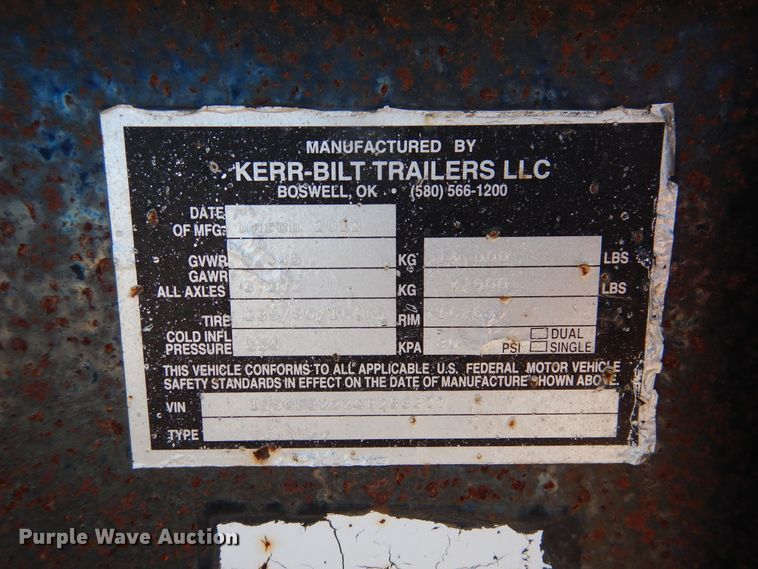 MANUFACTURED BY
KERR-BILT TRAILERS LLC
BOSWELL, OK • (580) 566-1200
DATE
OF MFG: March 2012
GVWR KG LBS
GAWR
ALL AXLES KG LBS
TIRE RIM
COLD INFL
PRESSURE KPA PSI DUAL
SINGLE
THIS VEHICLE CONFORMS TO ALL APPLICABLE U.S. FEDERAL MOTOR VEHICLE
SAFETY STANDARDS IN EFFECT ON THE DATE OF MANUFACTURE SHOWN ABOVE
VIN
TYPE
Purple Wave Auction